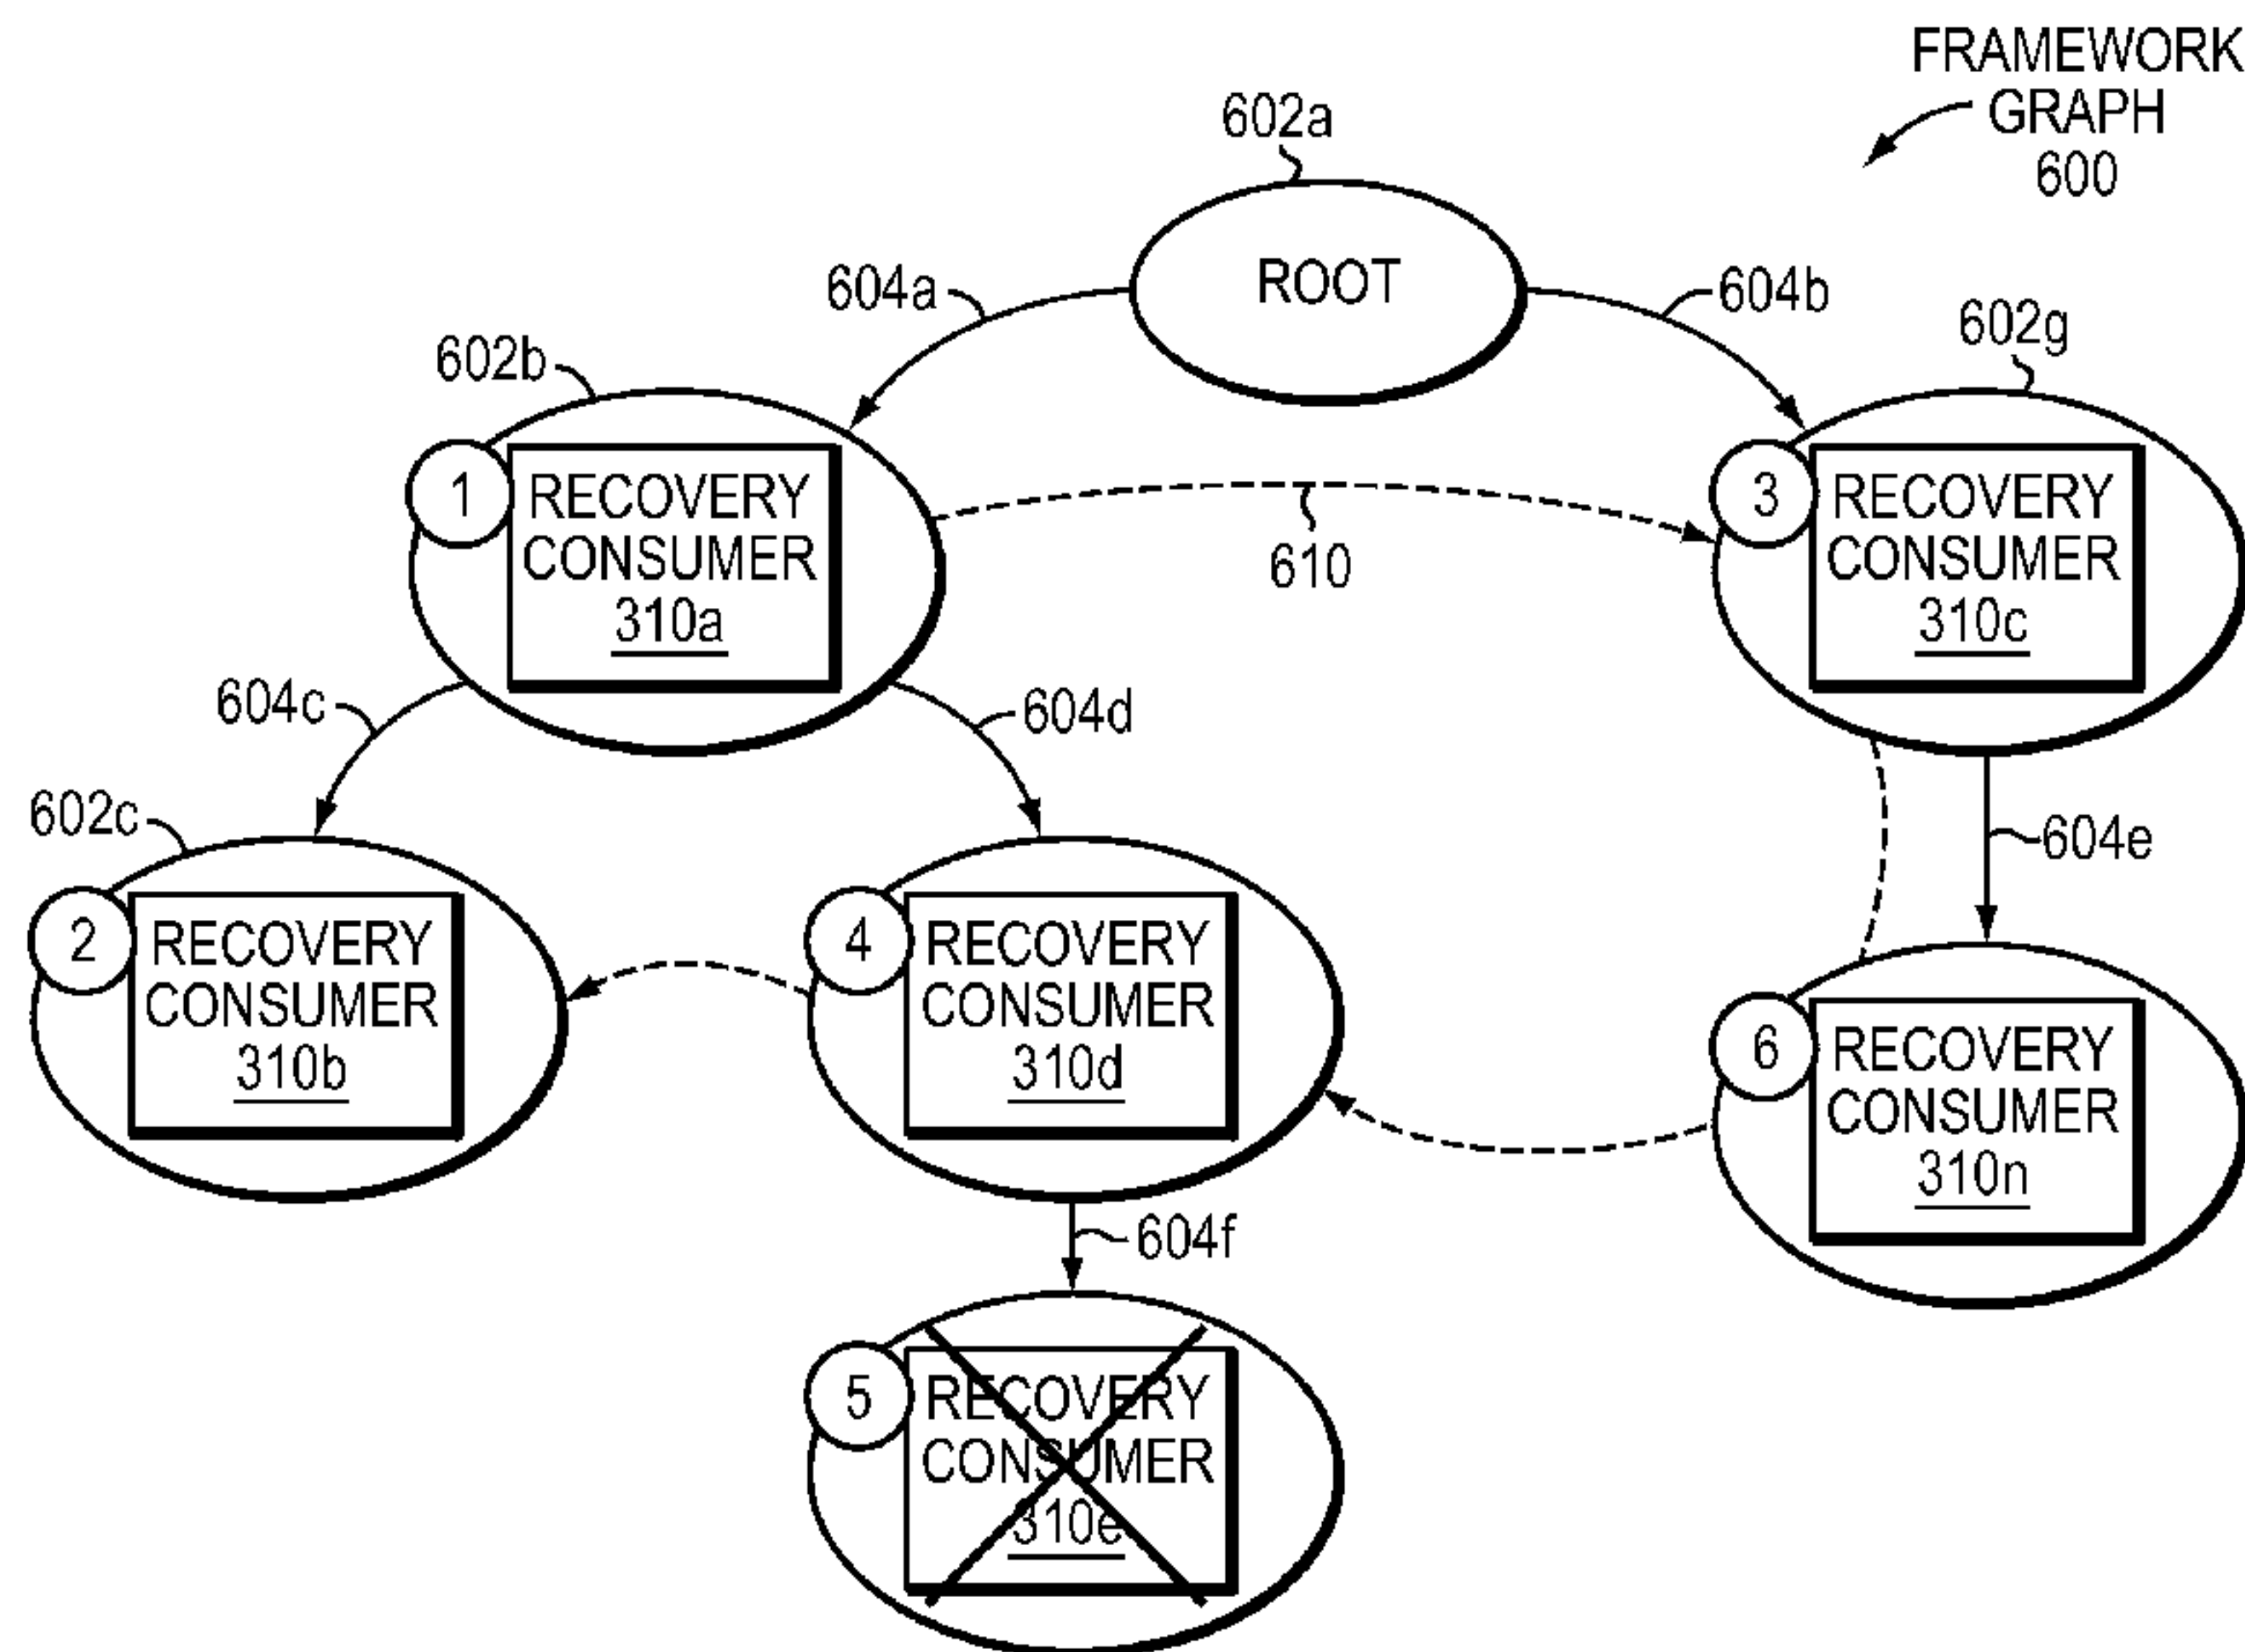 FRAMEWORK
GRAPH
600
602a
ROOT
604a
604b
602b
602g
1
RECOVERY
CONSUMER
310a
610
3
RECOVERY
CONSUMER
310c
604c
604d
602c
604e
2
RECOVERY
CONSUMER
310b
4
RECOVERY
CONSUMER
310d
6
RECOVERY
CONSUMER
310n
604f
5
RECOVERY
CONSUMER
310e